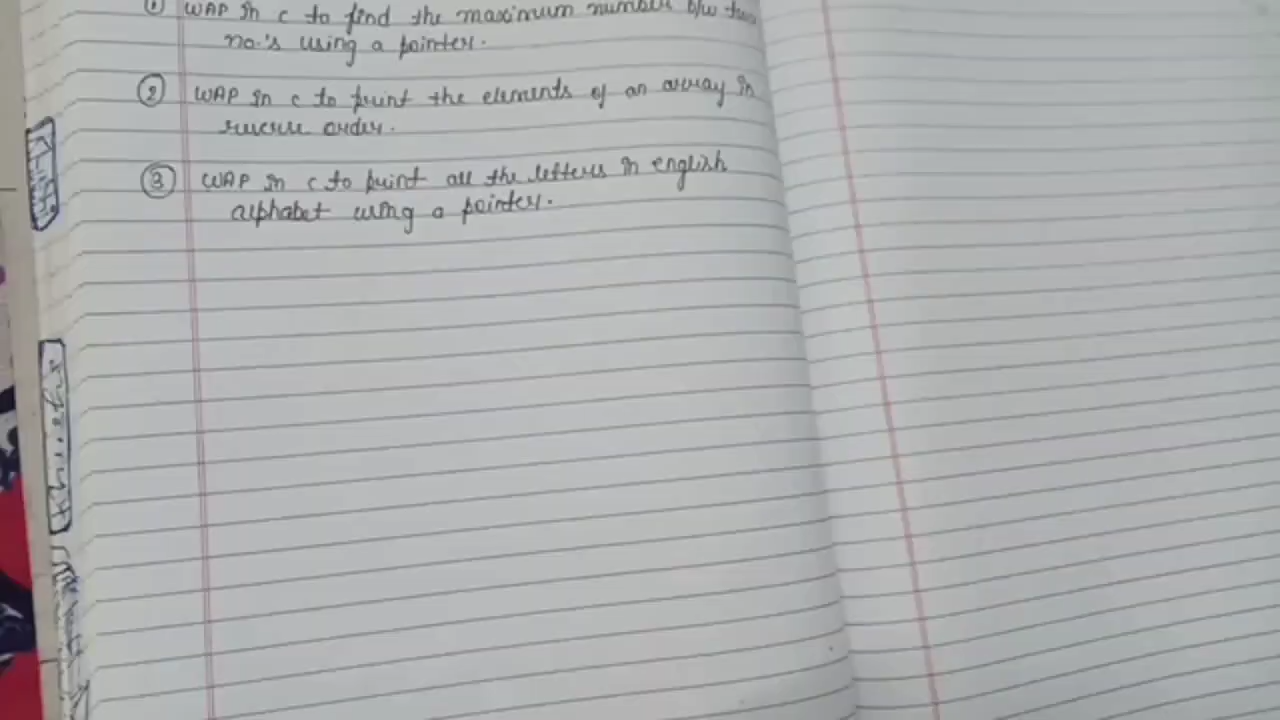 ① WAP in c to find the maximum number b/w two
no.'s using a pointer.
② WAP in c to print the elements of an array in
reverse order.
③ WAP in c to print all the letters in english
alphabet using a pointer.